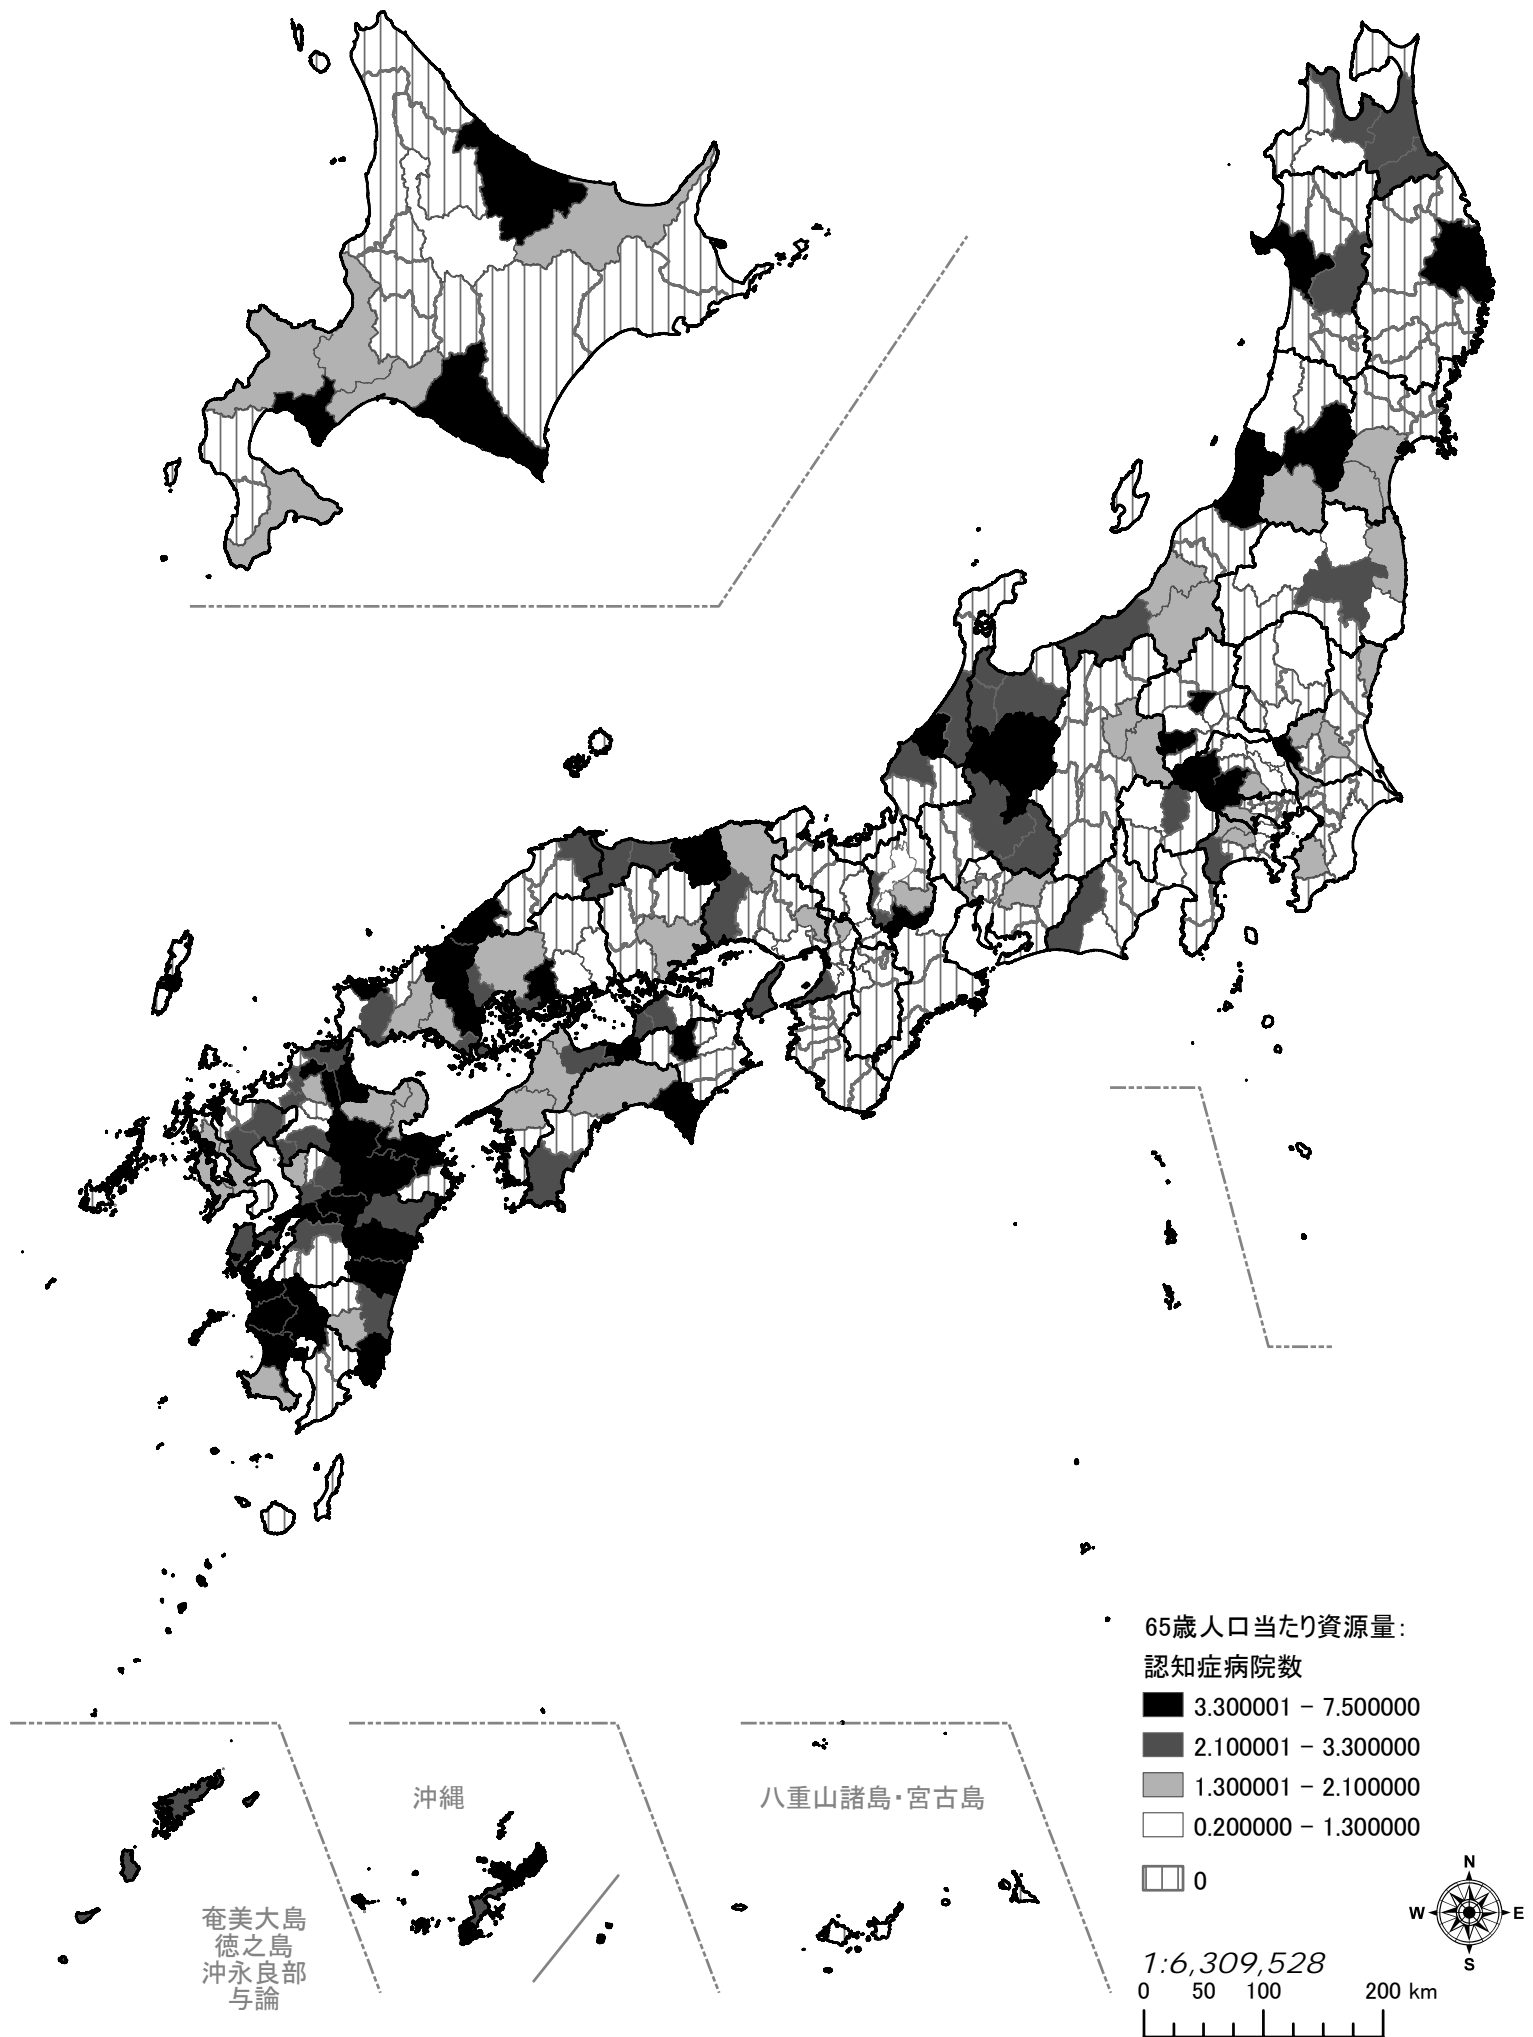 65歳人口当たり資源量:
認知症病院数
3.300001 - 7.500000
2.100001 - 3.300000
1.300001 - 2.100000
0.200000 - 1.300000
0
沖縄
八重山諸島・宮古島
奄美大島
徳之島
沖永良部
与論
N
W
E
S
1:6,309,528
0 50 100 200 km